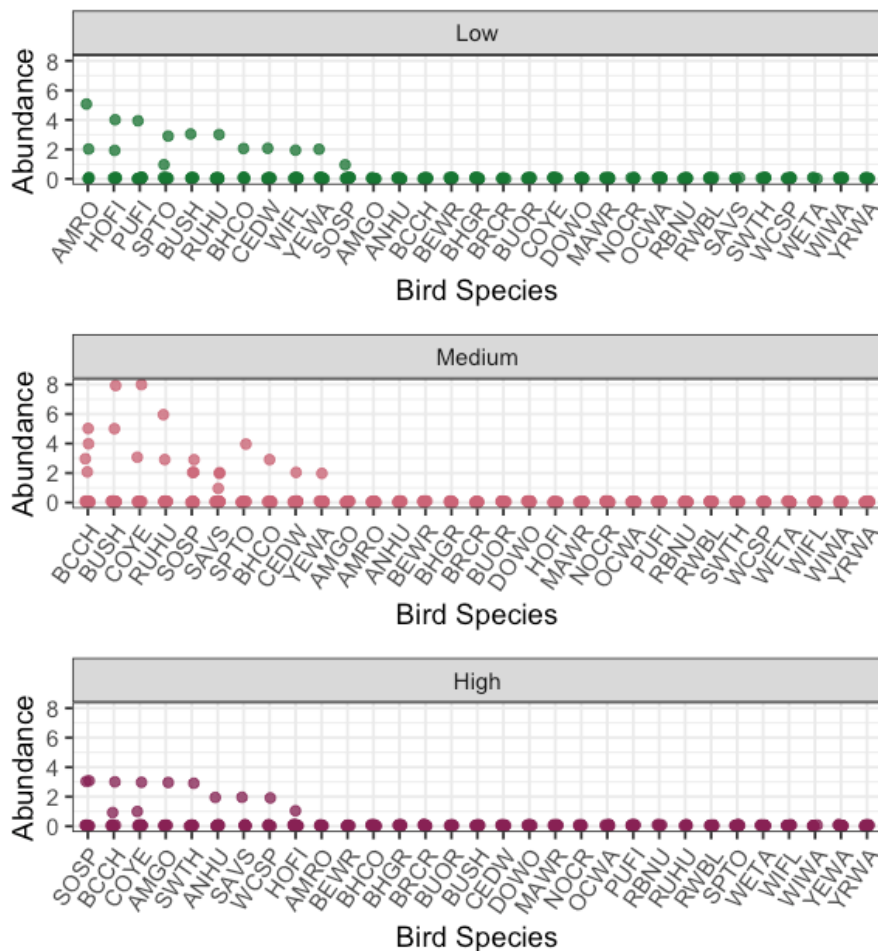 Low
Abundance
8
6
4
2
0
AMRO HOFI PUFI SPTO BUSH RUHU BHCO CEDW WIFL YEWA SOSP AMGO ANHU BCCH BEWR BHGR BRCR BUOR COYE DOWO MAWR NOCR OCWA RBNU RWBL SAVS SWTH WCSP WETA WIWA YRWA
Bird Species
Medium
Abundance
8
6
4
2
0
BCCH BUSH COYE RUHU SOSP SAVS SPTO BHCO CEDW YEWA AMGO AMRO ANHU BEWR BHGR BRCR BUOR DOWO HOFI MAWR NOCR OCWA PUFI RBNU RWBL SWTH WCSP WETA WIFL WIWA YRWA
Bird Species
High
Abundance
8
6
4
2
0
SOSP BCCH COYE AMGO SWTH ANHU SAVS WCSP HOFI AMRO BEWR BHCO BHGR BRCR BUOR BUSH CEDW DOWO MAWR NOCR OCWA PUFI RBNU RUHU RWBL SPTO WETA WIFL WIWA YEWA YRWA
Bird Species